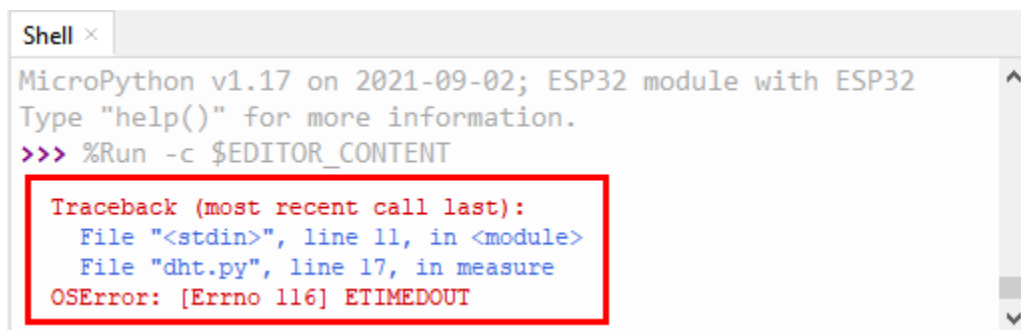 Shell ×
MicroPython v1.17 on 2021-09-02; ESP32 module with ESP32
Type "help()" for more information.
>>> %Run -c $EDITOR_CONTENT
Traceback (most recent call last):
  File "<stdin>", line 11, in <module>
  File "dht.py", line 17, in measure
OSError: [Errno 116] ETIMEDOUT